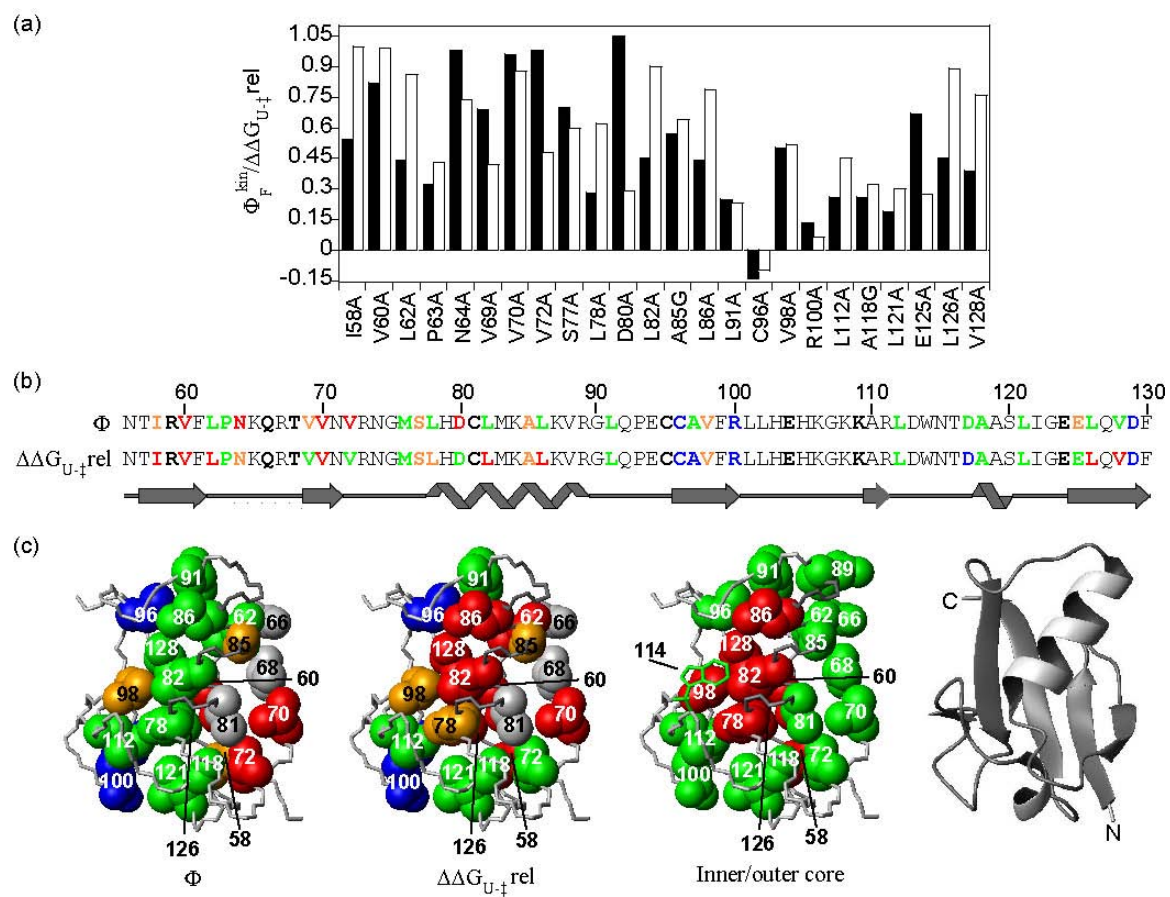 (a)
Φ_F^kin/ΔΔG_U-‡rel
1.05
0.9
0.75
0.6
0.45
0.3
0.15
0
-0.15
I58A V60A L62A P63A N64A V69A V70A V72A S77A L78A D80A L82A A85G L86A L91A C96A V98A R100A L112A A118G L121A E125A L126A V128A
(b)
60 70 80 90 100 110 120 130
Φ NTIRVFLPNKQRTVVNVRNGMSLHDCLMKALKVRGLQPECCAVFRLLHEHKGKKARLDWNTDAASLIGEELQVDF
ΔΔG_U-‡rel NTIRVFLPNKQRTVVNVRNGMSLHDCLMKALKVRGLQPECCAVFRLLHEHKGKKARLDWNTDAASLIGEELQVDF
(c)
91 96 86 62 66 85 128 68 98 82 60 70 78 81 112 72 118 100 121 126 58
Φ
91 96 86 62 66 85 128 68 98 82 60 70 78 81 112 72 118 100 121 126 58
ΔΔG_U-‡rel
91 89 96 86 62 66 85 128 114 68 98 82 60 70 78 81 112 72 118 100 121 126 58
Inner/outer core
C
N